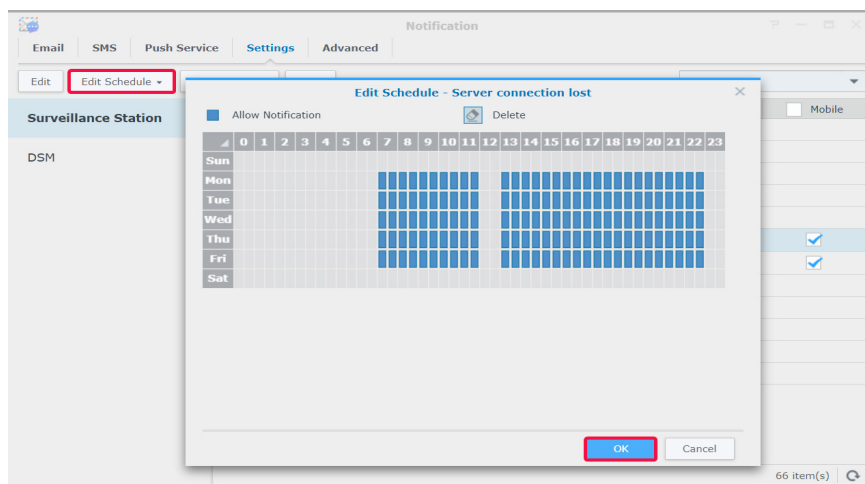 Notification
Email SMS Push Service Settings Advanced
Edit Edit Schedule
Edit Schedule - Server connection lost
Surveillance Station
DSM
Mobile
Allow Notification Delete
0 1 2 3 4 5 6 7 8 9 10 11 12 13 14 15 16 17 18 19 20 21 22 23
Sun
Mon
Tue
Wed
Thu
Fri
Sat
OK Cancel
66 item(s)